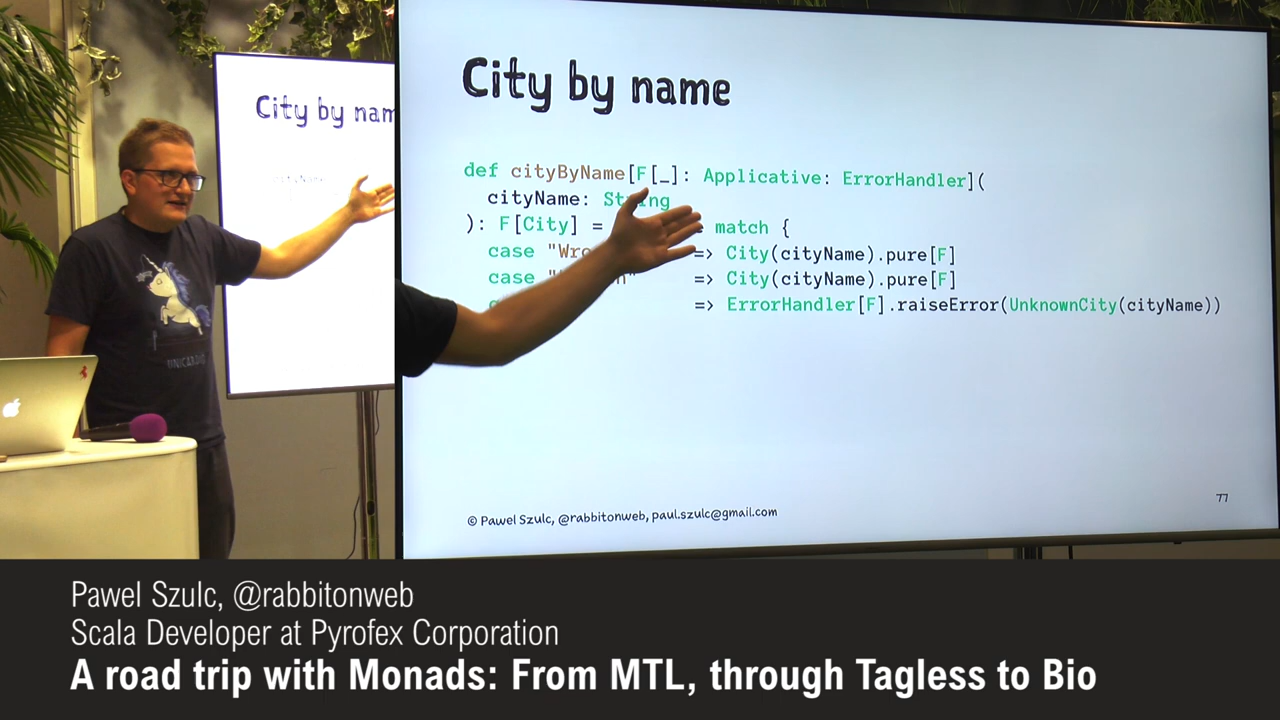 City by nam
City by name
def cityByName[F[_]: Applicative: ErrorHandler](
cityName: String
): F[City] = match {
case => City(cityName).pure[F]
case => City(cityName).pure[F]
=> ErrorHandler[F].raiseError(UnknownCity(cityName))
77
© Pawel Szulc, @rabbitonweb, paul.szulc@gmail.com
Pawel Szulc, @rabbitonweb
Scala Developer at Pyrofex Corporation
A road trip with Monads: From MTL, through Tagless to Bio